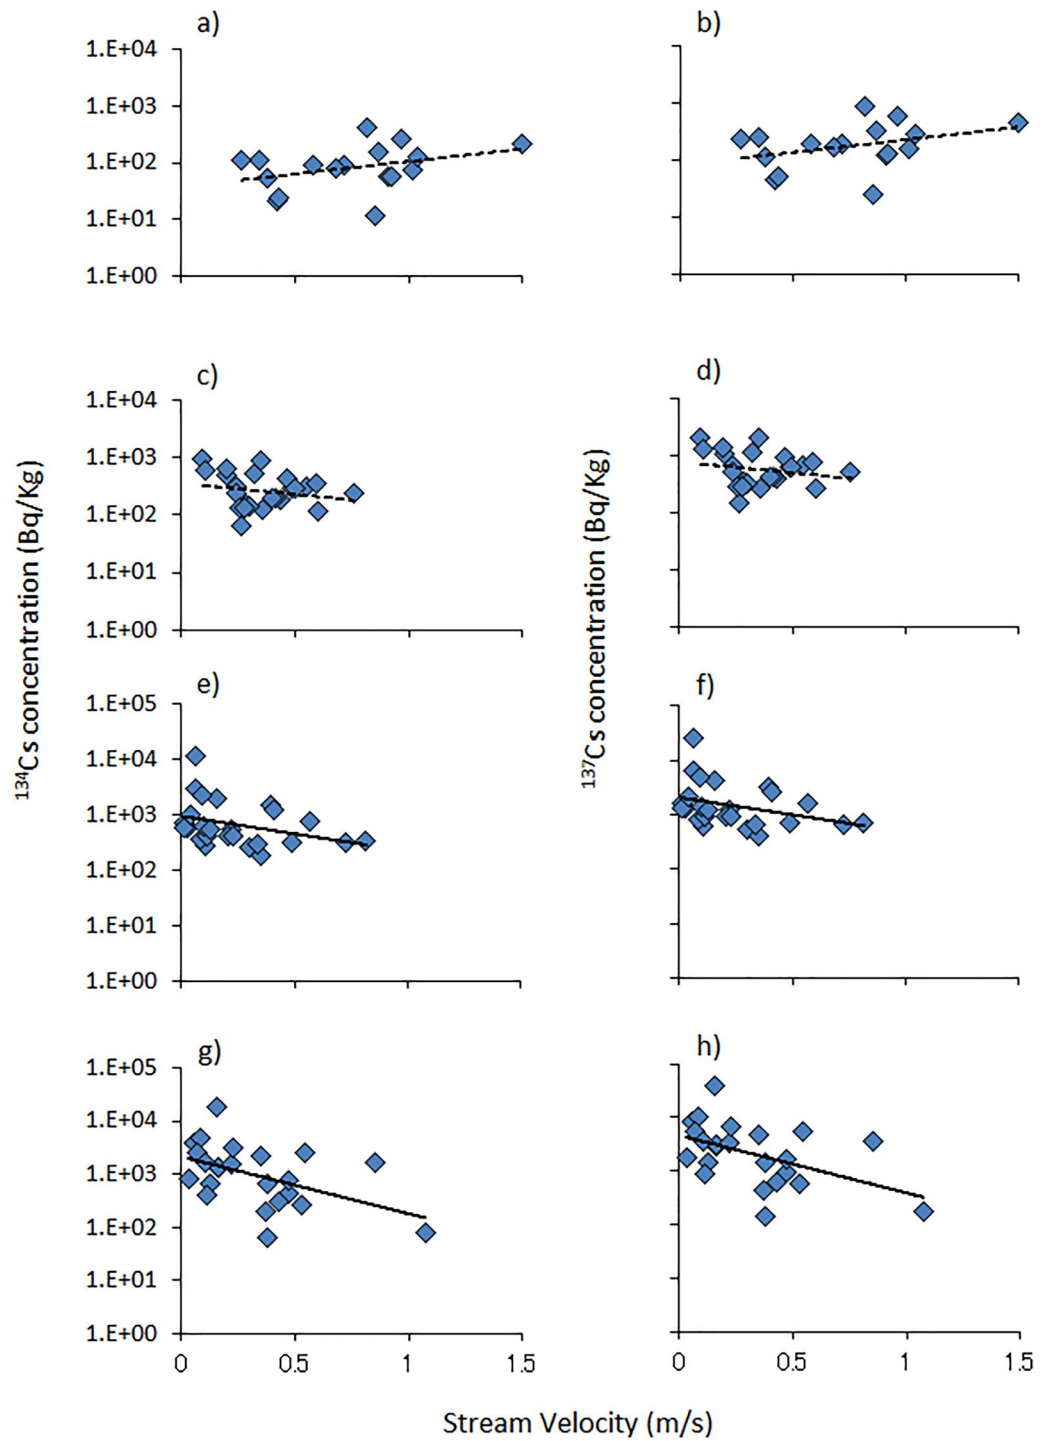 a)
1.E+04
1.E+03
1.E+02
1.E+01
1.E+00
b)
c)
1.E+04
1.E+03
1.E+02
1.E+01
1.E+00
d)
¹³⁴Cs concentration (Bq/Kg)
¹³⁷Cs concentration (Bq/Kg)
e)
1.E+05
1.E+04
1.E+03
1.E+02
1.E+01
1.E+00
f)
g)
1.E+05
1.E+04
1.E+03
1.E+02
1.E+01
1.E+00
0 0.5 1 1.5
h)
0 0.5 1 1.5
Stream Velocity (m/s)